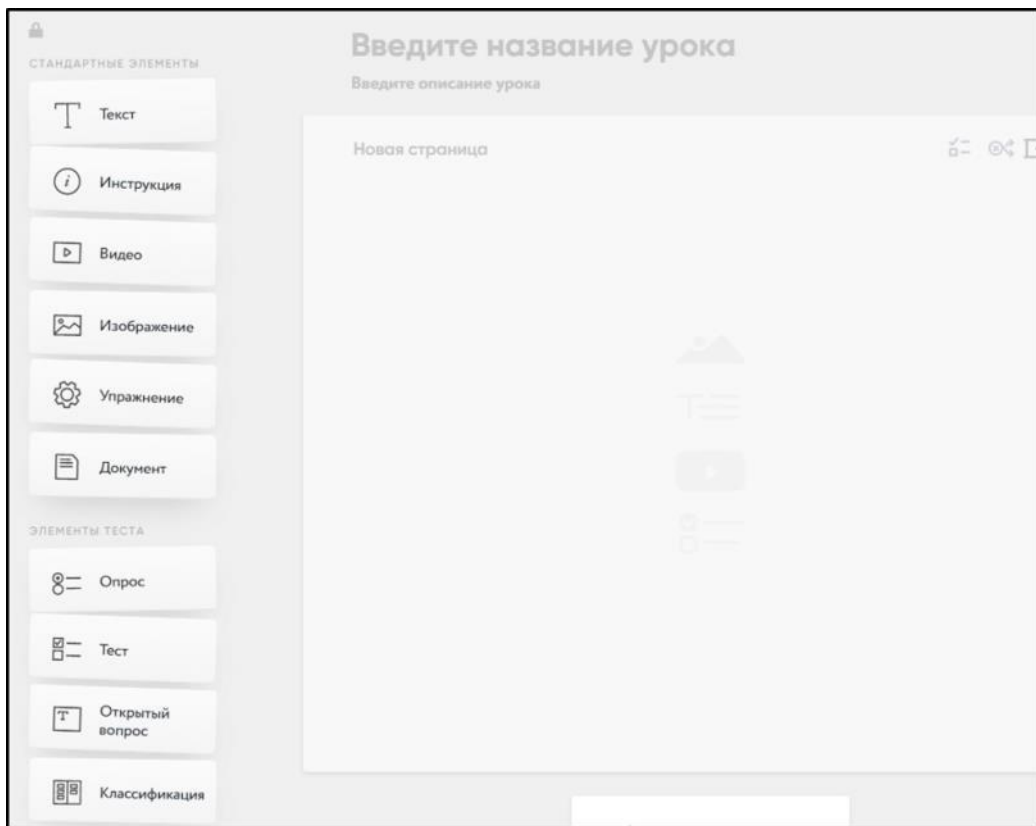 СТАНДАРТНЫЕ ЭЛЕМЕНТЫ
Текст
Инструкция
Видео
Изображение
Упражнение
Документ
ЭЛЕМЕНТЫ ТЕСТА
Опрос
Тест
Открытый
вопрос
Классификация
Введите название урока
Введите описание урока
Новая страница